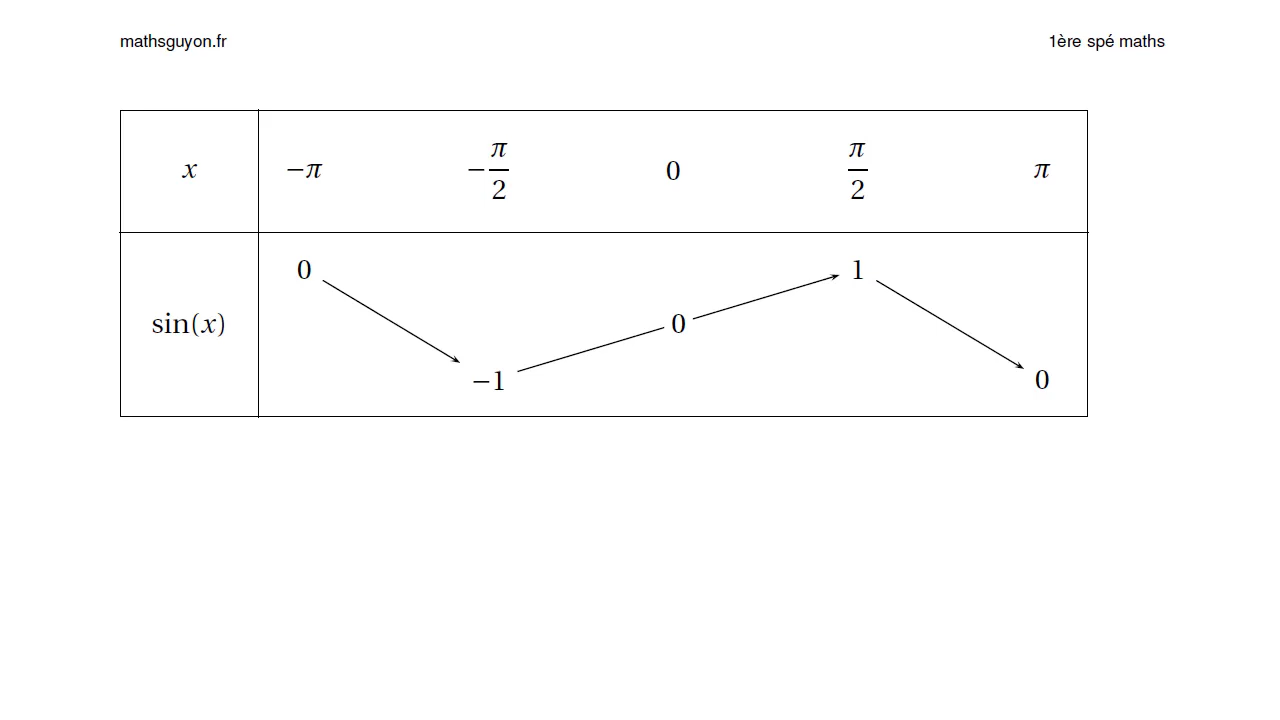 mathsguyon.fr 1ère spé maths
x −π −π/2 0 π/2 π
sin(x) 0 −1 0 1 0